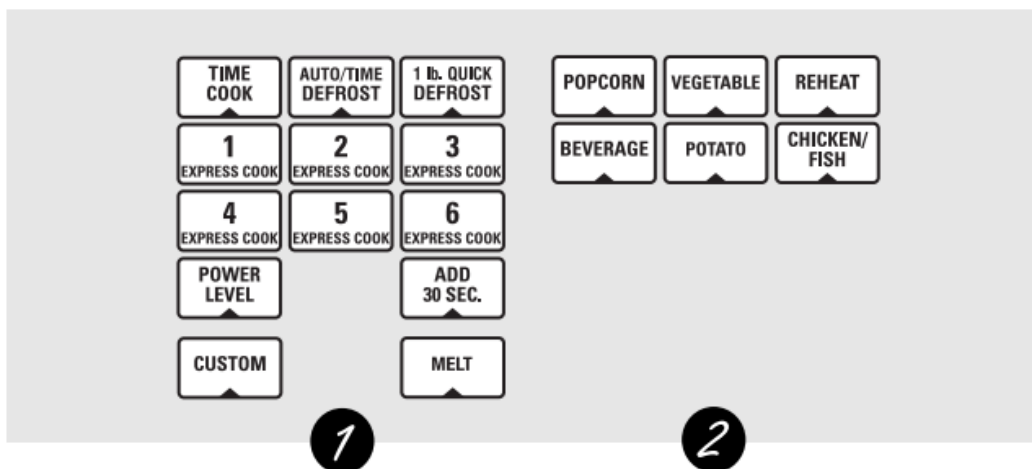 TIME
COOK
AUTO/TIME
DEFROST
1 lb. QUICK
DEFROST
1
EXPRESS COOK
2
EXPRESS COOK
3
EXPRESS COOK
4
EXPRESS COOK
5
EXPRESS COOK
6
EXPRESS COOK
POWER
LEVEL
ADD
30 SEC.
CUSTOM
MELT
1
POPCORN
VEGETABLE
REHEAT
BEVERAGE
POTATO
CHICKEN/
FISH
2